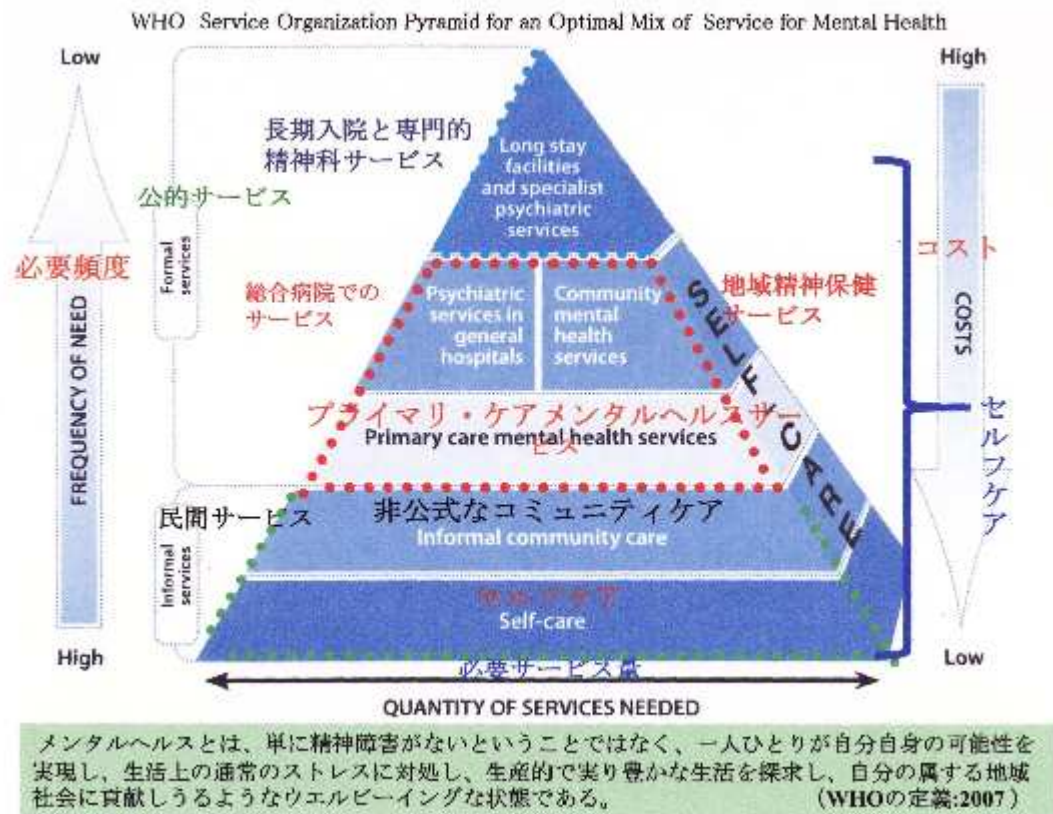 WHO Service Organization Pyramid for an Optimal Mix of Service for Mental Health
Low
High
長期入院と専門的
精神科サービス
Long stay
facilities
and specialist
psychiatric
services
公的サービス
Formal
services
必要頻度
FREQUENCY OF NEED
総合病院での
サービス
Psychiatric
services in
general
hospitals
Community
mental
health
services
地域精神保健
サービス
コスト
COSTS
SELF-CARE
セルフケア
プライマリ・ケアメンタルヘルスサー
ビス
Primary care mental health services
民間サービス
Informal
services
非公式なコミュニティケア
Informal community care
セルフケア
Self-care
High
Low
必要サービス量
QUANTITY OF SERVICES NEEDED
メンタルヘルスとは、単に精神障害がないということではなく、一人ひとりが自分自身の可能性を
実現し、生活上の通常のストレスに対処し、生産的で実り豊かな生活を探求し、自分の属する地域
社会に貢献しうるようなウエルビーイングな状態である。 (WHOの定義:2007)